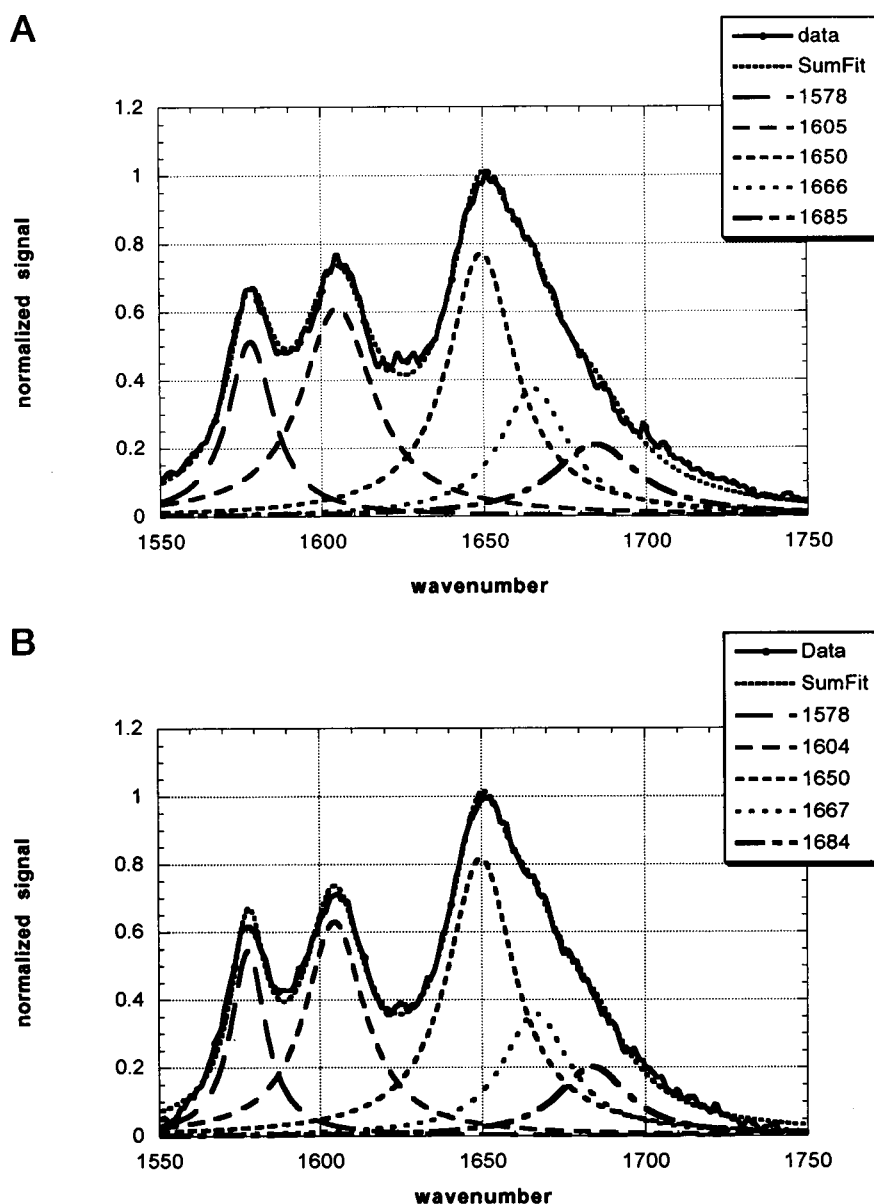 A
data
SumFit
1578
1605
1650
1666
1685
1.2
1
0.8
0.6
0.4
0.2
0
normalized signal
1550 1600 1650 1700 1750
wavenumber
B
Data
SumFit
1578
1604
1650
1667
1684
1.2
1
0.8
0.6
0.4
0.2
0
normalized signal
1550 1600 1650 1700 1750
wavenumber